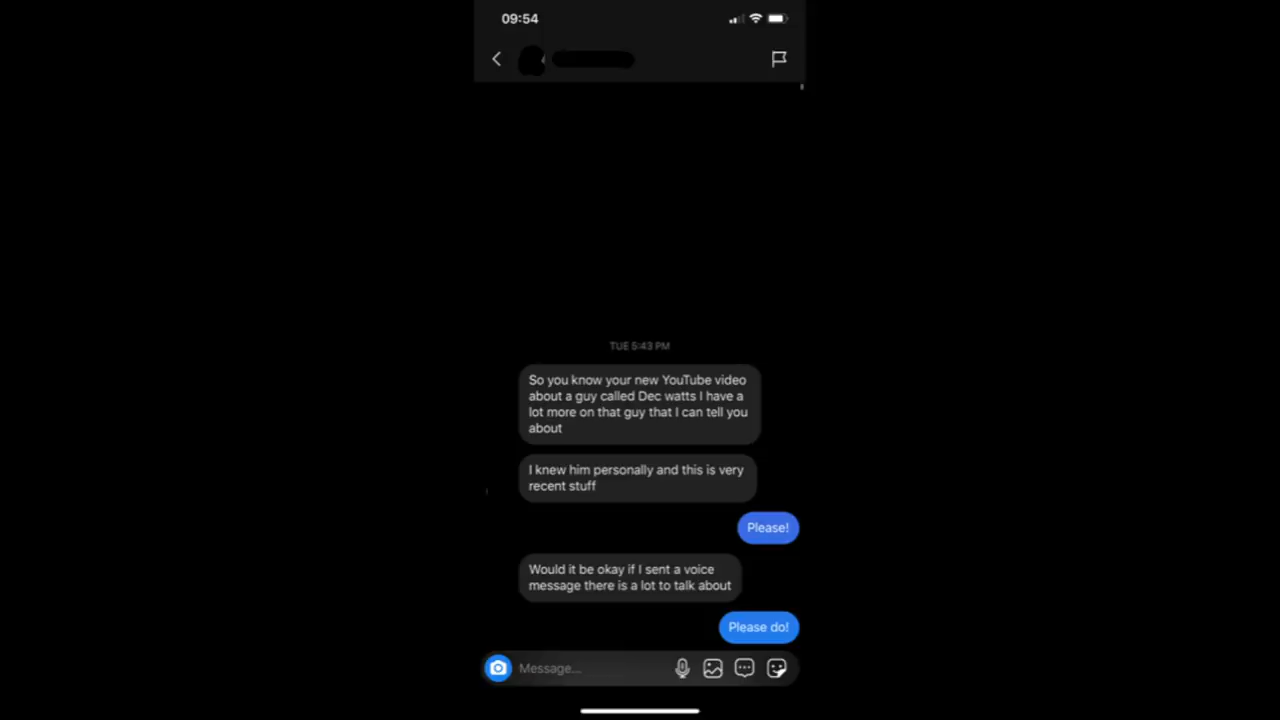 09:54
TUE 5:43 PM
So you know your new YouTube video
about a guy called Dec watts I have a
lot more on that guy that I can tell you
about
I knew him personally and this is very
recent stuff
Please!
Would it be okay if I sent a voice
message there is a lot to talk about
Please do!
Message...